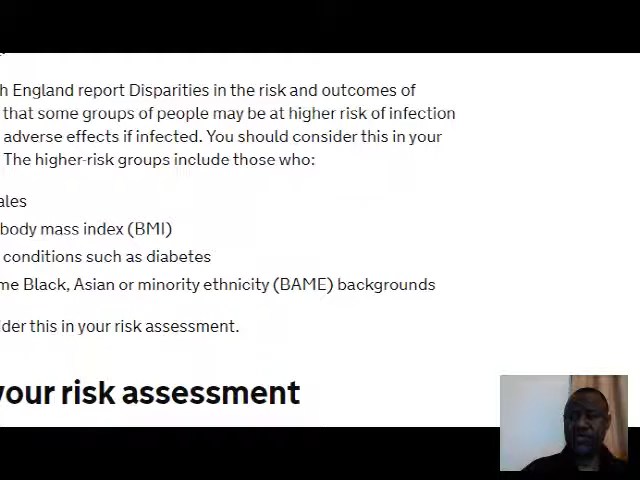 h England report Disparities in the risk and outcomes of
that some groups of people may be at higher risk of infection
adverse effects if infected. You should consider this in your
The higher-risk groups include those who:
ales
body mass index (BMI)
conditions such as diabetes
me Black, Asian or minority ethnicity (BAME) backgrounds
der this in your risk assessment.
your risk assessment